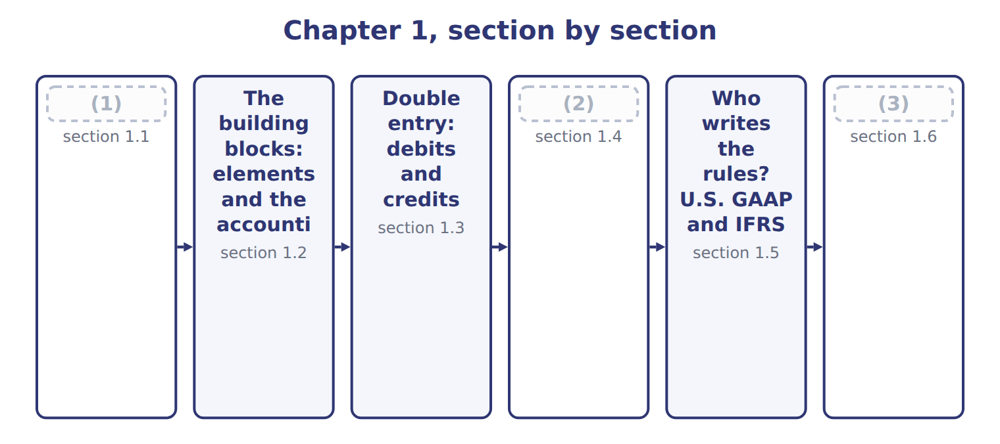 Chapter 1, section by section
(1)
section 1.1
The
building
blocks:
elements
and the
accounti
section 1.2
Double
entry:
debits
and
credits
section 1.3
(2)
section 1.4
Who
writes
the
rules?
U.S. GAAP
and IFRS
section 1.5
(3)
section 1.6